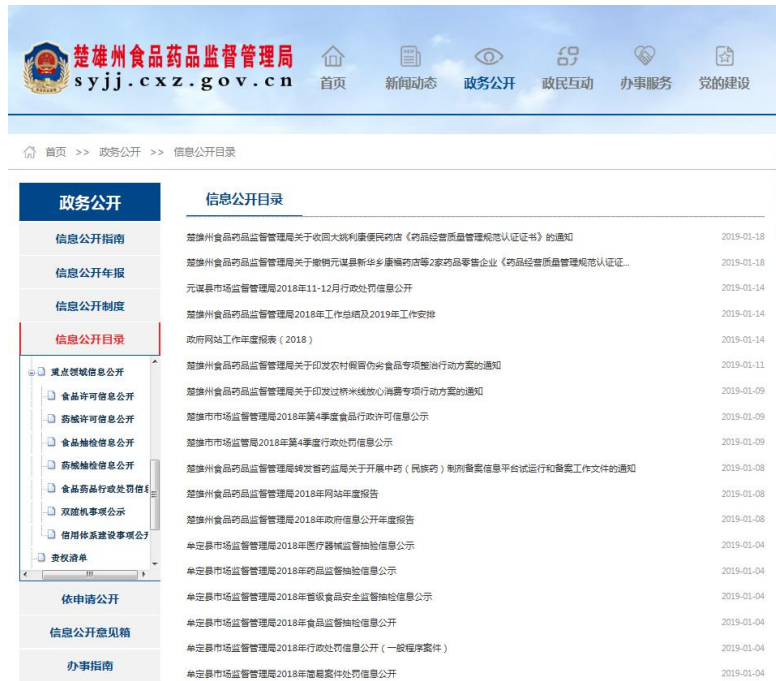 楚雄州食品药品监督管理局
syjj.cxz.gov.cn
首页 新闻动态 政务公开 政民互动 办事服务 党的建设
首页 >> 政务公开 >> 信息公开目录
政务公开
信息公开指南
信息公开年报
信息公开制度
信息公开目录
重点领域信息公开
食品许可信息公开
药械许可信息公开
食品抽检信息公开
药械抽检信息公开
食品药品行政处罚信息
双随机事项公示
信用体系建设事项公开
责权清单
依申请公开
信息公开意见箱
办事指南
信息公开目录
楚雄州食品药品监督管理局关于收回大姚利康便民药店《药品经营质量管理规范认证证书》的通知 2019-01-18
楚雄州食品药品监督管理局关于撤销元谋县新华乡康福药店等2家药品零售企业《药品经营质量管理规范认证证... 2019-01-18
元谋县市场监督管理局2018年11-12月行政处罚信息公开 2019-01-14
楚雄州食品药品监督管理局2018年工作总结及2019年工作安排 2019-01-14
政府网站工作年度报表（2018） 2019-01-14
楚雄州食品药品监督管理局关于印发农村假冒伪劣食品专项整治行动方案的通知 2019-01-11
楚雄州食品药品监督管理局关于印发过桥米线放心消费专项行动方案的通知 2019-01-09
楚雄市市场监督管理局2018年第4季度食品行政许可信息公示 2019-01-09
楚雄市市场监管局2018年第4季度行政处罚信息公示 2019-01-09
楚雄州食品药品监督管理局转发省药监局关于开展中药（民族药）制剂备案信息平台试运行和备案工作文件的通知 2019-01-08
楚雄州食品药品监督管理局2018年网站年度报告 2019-01-08
楚雄州食品药品监督管理局2018年政府信息公开年度报告 2019-01-08
牟定县市场监督管理局2018年医疗器械监督抽验信息公示 2019-01-04
牟定县市场监督管理局2018年药品监督抽验信息公示 2019-01-04
牟定县市场监督管理局2018年省级食品安全监督抽检信息公示 2019-01-04
牟定县市场监督管理局2018年食品监督抽检信息公开 2019-01-04
牟定县市场监督管理局2018年行政处罚信息公开（一般程序案件） 2019-01-04
牟定县市场监督管理局2018年简易案件处罚信息公开 2019-01-04